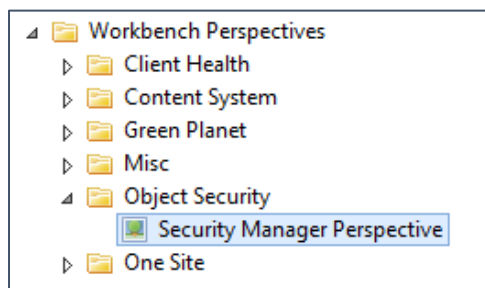 Workbench Perspectives
Client Health
Content System
Green Planet
Misc
Object Security
Security Manager Perspective
One Site